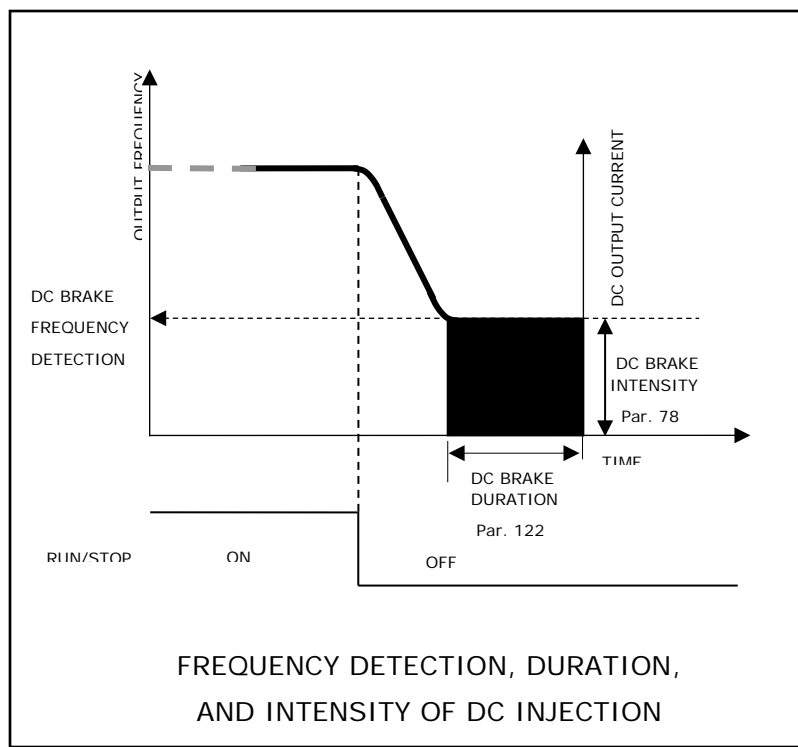 OUTPUT FREQUENCY
DC OUTPUT CURRENT
DC BRAKE
FREQUENCY
DETECTION
DC BRAKE
INTENSITY
Par. 78
TIME
DC BRAKE
DURATION
Par. 122
RUN/STOP
ON
OFF
FREQUENCY DETECTION, DURATION,
AND INTENSITY OF DC INJECTION